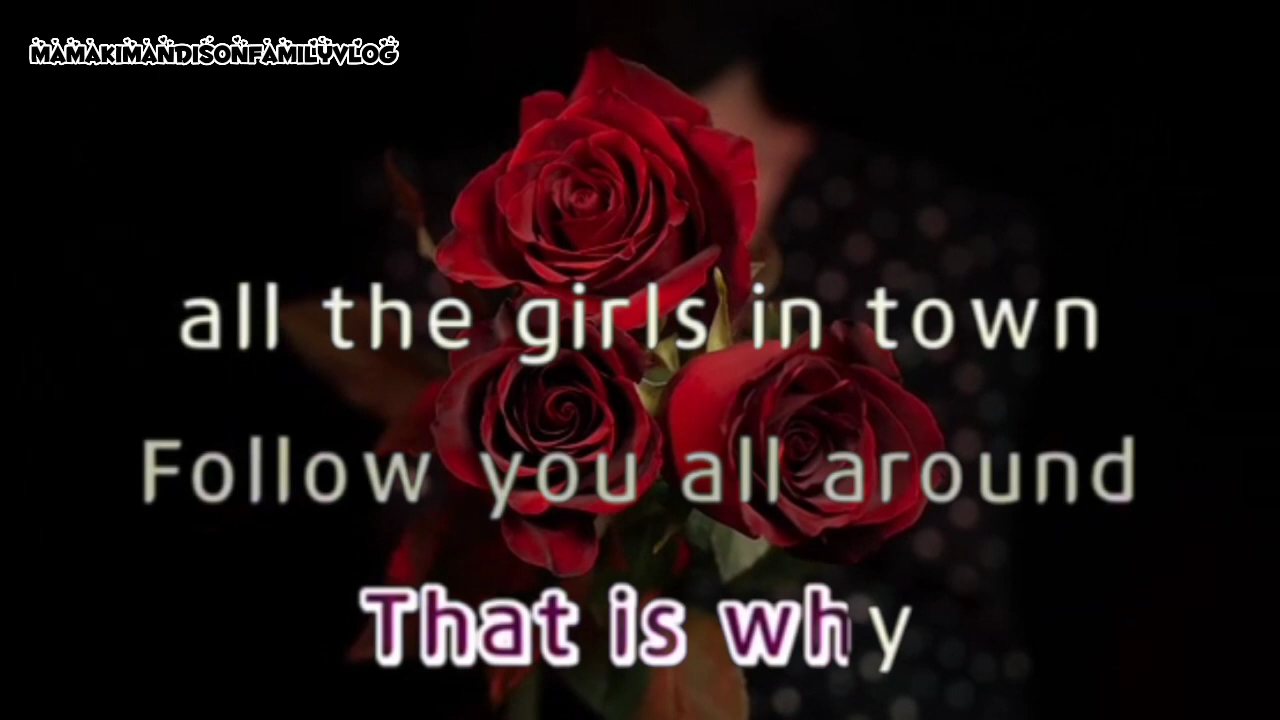 MAMAKIMANDISONFAMILYVLOG
all the girls in town
Follow you all around
That is why